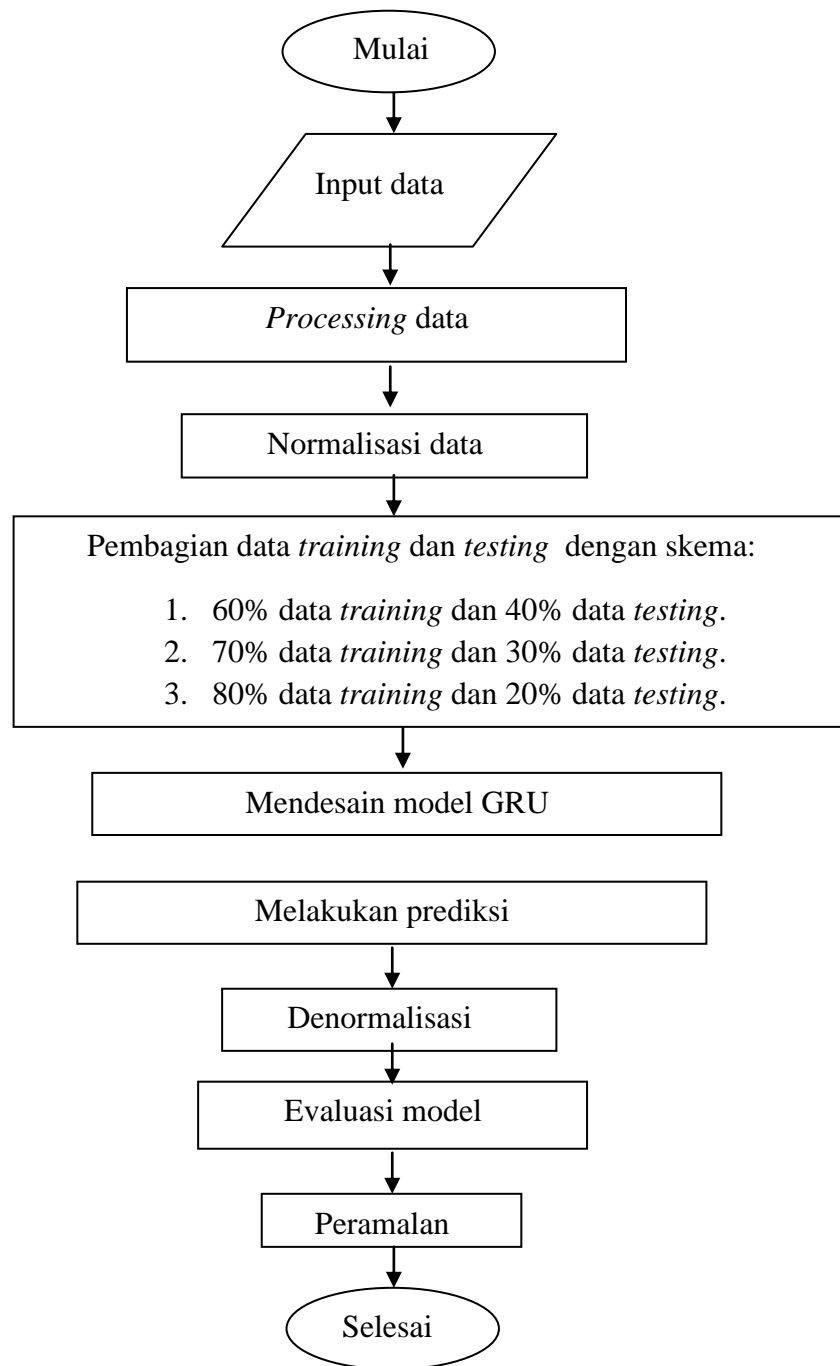 Mulai
Input data
Processing data
Normalisasi data
Pembagian data training dan testing dengan skema:
1. 60% data training dan 40% data testing.
2. 70% data training dan 30% data testing.
3. 80% data training dan 20% data testing.
Mendesain model GRU
Melakukan prediksi
Denormalisasi
Evaluasi model
Peramalan
Selesai